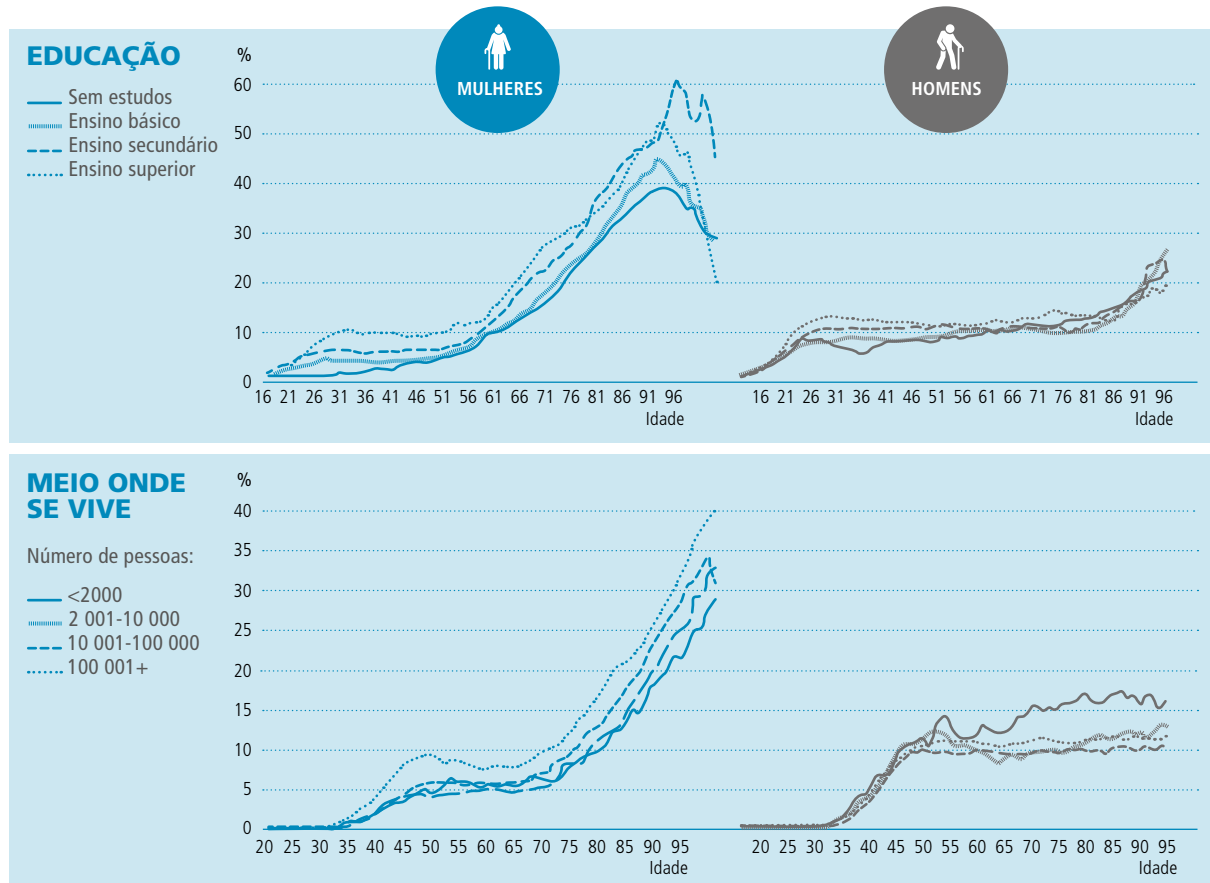 EDUCAÇÃO
Sem estudos
Ensino básico
Ensino secundário
Ensino superior
%
MULHERES
HOMENS
60
50
40
30
20
10
0
16 21 26 31 36 41 46 51 56 61 66 71 76 81 86 91 96
Idade
16 21 26 31 36 41 46 51 56 61 66 71 76 81 86 91 96
Idade
MEIO ONDE
SE VIVE
Número de pessoas:
<2000
2 001-10 000
10 001-100 000
100 001+
%
40
35
30
25
20
15
10
5
0
20 25 30 35 40 45 50 55 60 65 70 75 80 85 90 95
Idade
20 25 30 35 40 45 50 55 60 65 70 75 80 85 90 95
Idade